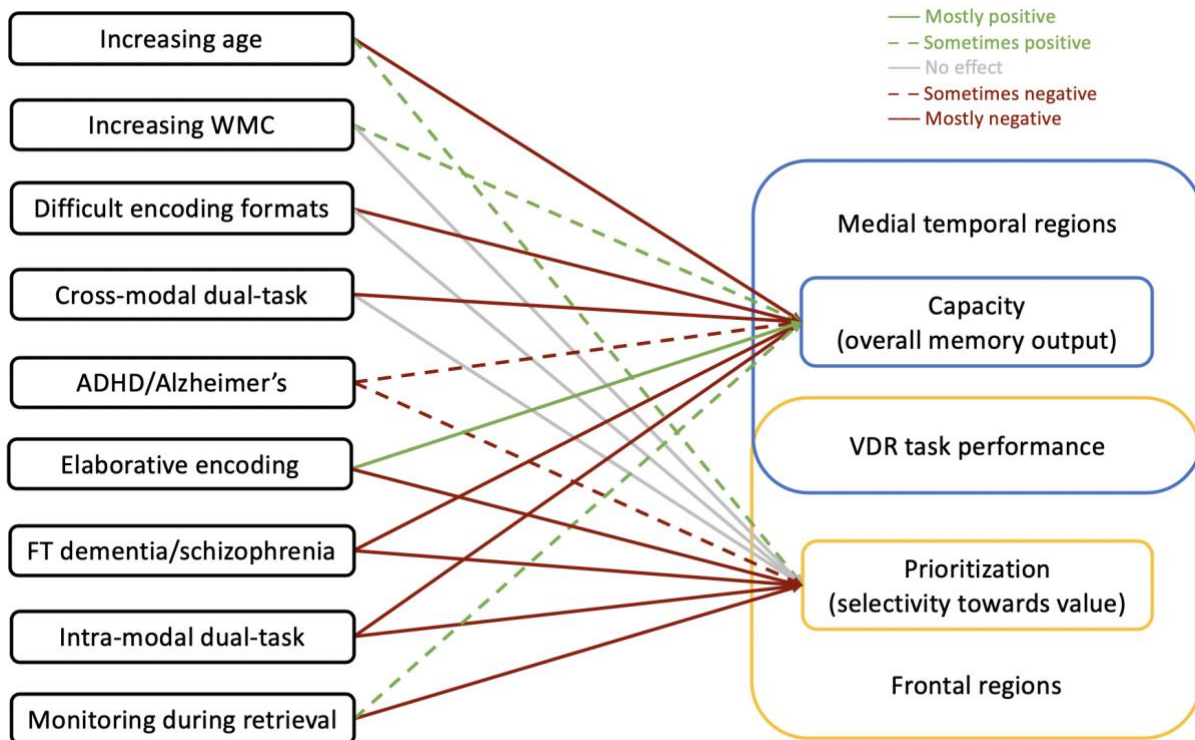 Increasing age
Increasing WMC
Difficult encoding formats
Cross-modal dual-task
ADHD/Alzheimer's
Elaborative encoding
FT dementia/schizophrenia
Intra-modal dual-task
Monitoring during retrieval
Mostly positive
Sometimes positive
No effect
Sometimes negative
Mostly negative
Medial temporal regions
Capacity
(overall memory output)
VDR task performance
Prioritization
(selectivity towards value)
Frontal regions